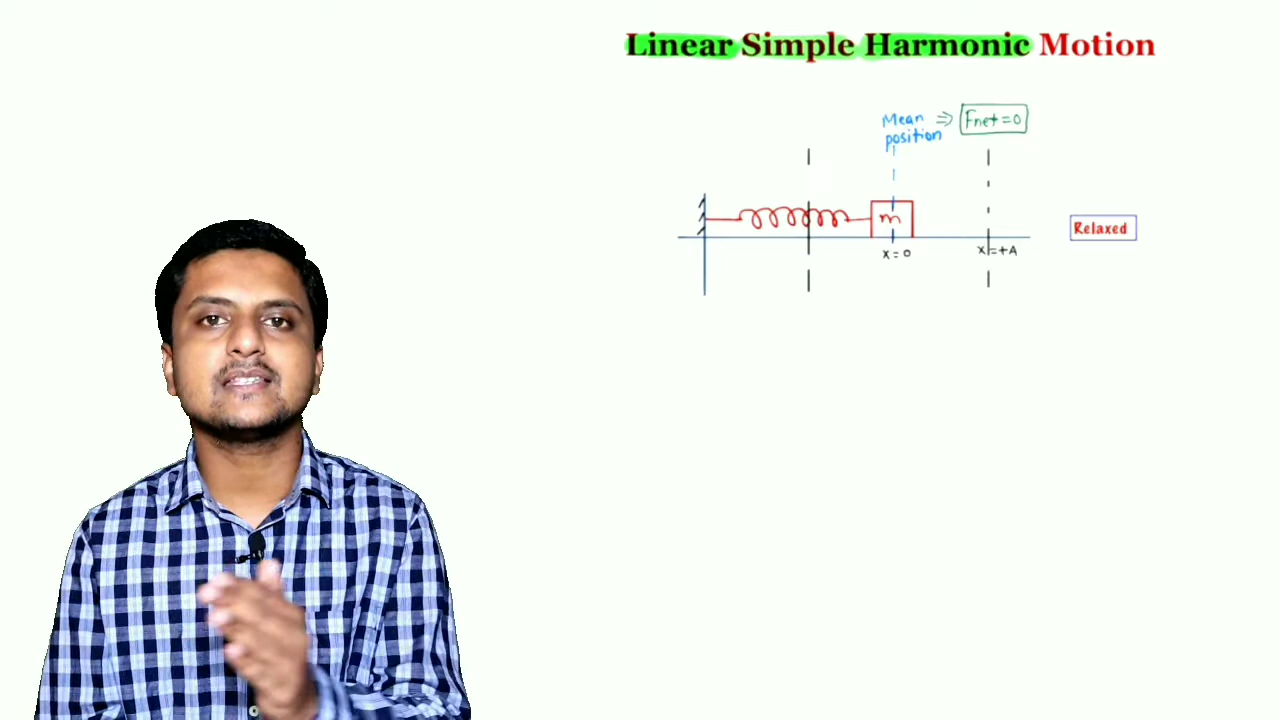 Linear Simple Harmonic Motion
Mean ⇒ Fnet = 0
position
m
Relaxed
x = 0
x = +A